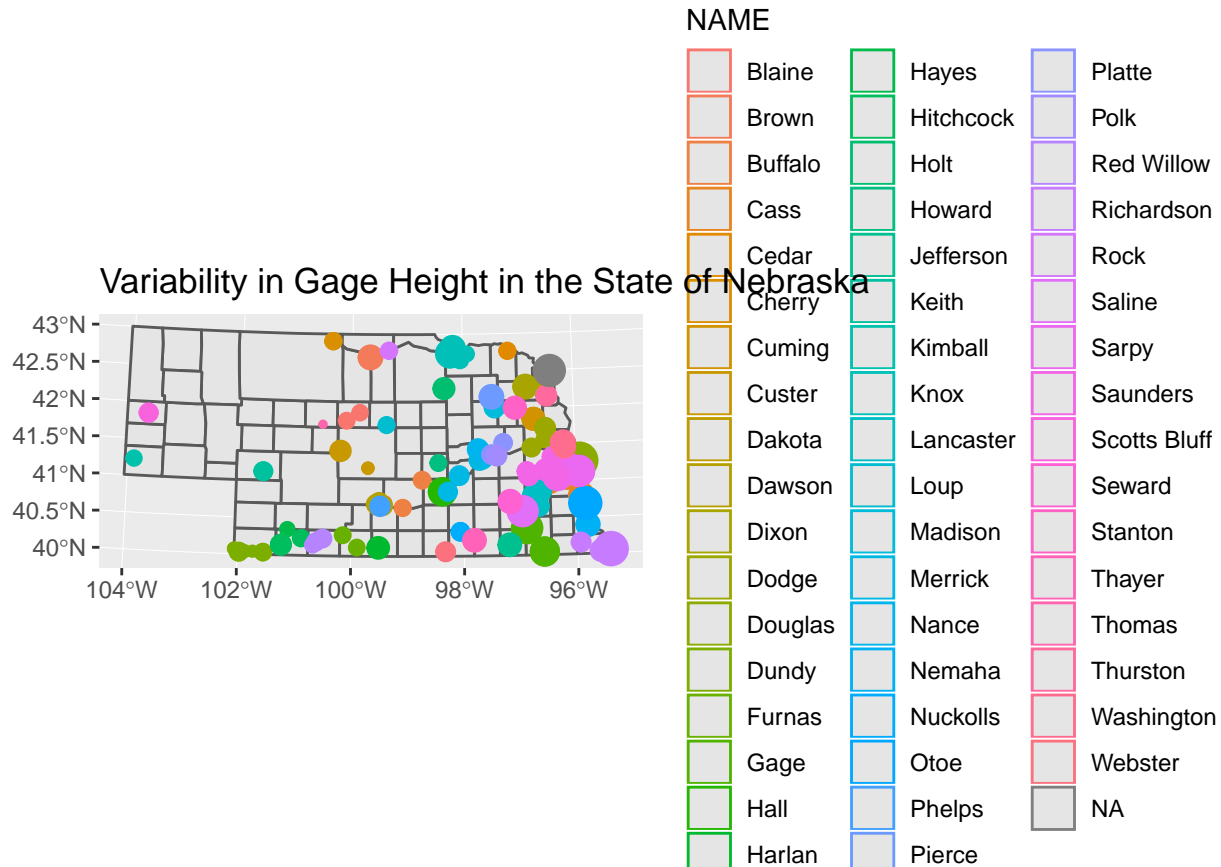 NAME
Blaine
Brown
Buffalo
Cass
Cedar
Cherry
Cuming
Custer
Dakota
Dawson
Dixon
Dodge
Douglas
Dundy
Furnas
Gage
Hall
Harlan
Hayes
Hitchcock
Holt
Howard
Jefferson
Keith
Kimball
Knox
Lancaster
Loup
Madison
Merrick
Nance
Nemaha
Nuckolls
Otoe
Phelps
Pierce
Platte
Polk
Red Willow
Richardson
Rock
Saline
Sarpy
Saunders
Scotts Bluff
Seward
Stanton
Thayer
Thomas
Thurston
Washington
Webster
NA
Variability in Gage Height in the State of Nebraska
43°N
42.5°N
42°N
41.5°N
41°N
40.5°N
40°N
104°W 102°W 100°W 98°W 96°W